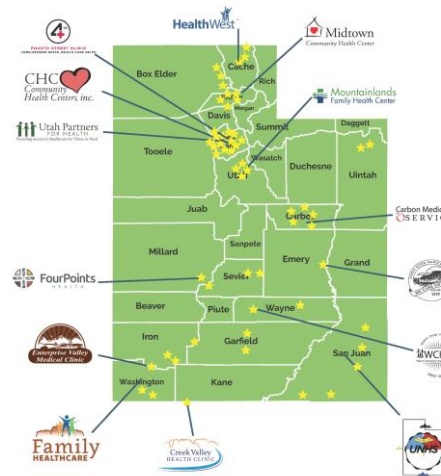 HealthWest
4
FOURTH STREET CLINIC
Midtown
Community Health Center
CHC
Community
Health Centers, inc.
Mountainlands
Family Health Center
Utah Partners
FOR HEALTH
Box Elder
Cache
Rich
Morgan
Davis
Summit
Daggett
Tooele
Wasatch
Duchesne
Uintah
Utah
Juab
Carbon
Carbon Medic
SERVIC
Millard
Sanpete
Emery
Grand
Sevier
FourPoints
HEALTH
Beaver
Piute
Wayne
Iron
Garfield
San Juan
WCH
Enterprise Valley
Medical Clinic
Washington
Kane
Family
HEALTHCARE
Creek Valley
HEALTH CLINIC
UNHS